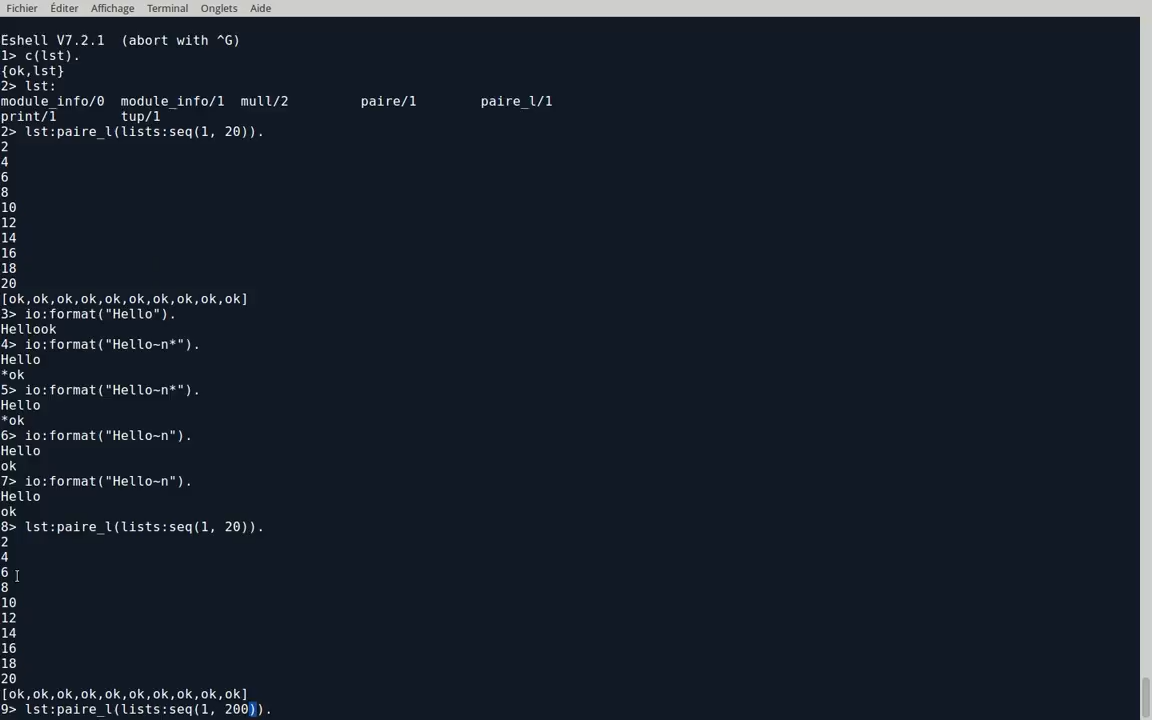 Fichier Éditer Affichage Terminal Onglets Aide
Eshell V7.2.1  (abort with ^G)
1> c(lst).
{ok,lst}
2> lst:
module_info/0  module_info/1  mull/2         paire/1        paire_l/1
print/1        tup/1
2> lst:paire_l(lists:seq(1, 20)).
2
4
6
8
10
12
14
16
18
20
[ok,ok,ok,ok,ok,ok,ok,ok,ok,ok]
3> io:format("Hello").
Hellook
4> io:format("Hello~n*").
Hello
*ok
5> io:format("Hello~n*").
Hello
*ok
6> io:format("Hello~n").
Hello
ok
7> io:format("Hello~n").
Hello
ok
8> lst:paire_l(lists:seq(1, 20)).
2
4
6
8
10
12
14
16
18
20
[ok,ok,ok,ok,ok,ok,ok,ok,ok,ok]
9> lst:paire_l(lists:seq(1, 200)).